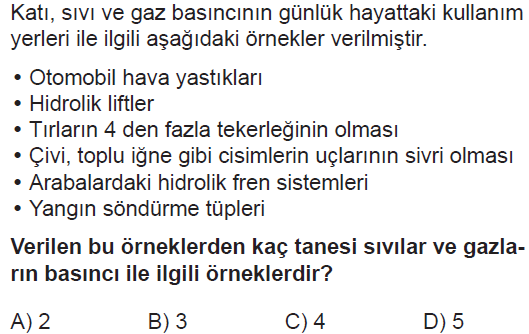 Katı, sıvı ve gaz basıncının günlük hayattaki kullanım
yerleri ile ilgili aşağıdaki örnekler verilmiştir.
• Otomobil hava yastıkları
• Hidrolik liftler
• Tırların 4 den fazla tekerleğinin olması
• Çivi, toplu iğne gibi cisimlerin uçlarının sivri olması
• Arabalardaki hidrolik fren sistemleri
• Yangın söndürme tüpleri
Verilen bu örneklerden kaç tanesi sıvılar ve gazla-
rın basıncı ile ilgili örneklerdir?
A) 2 B) 3 C) 4 D) 5